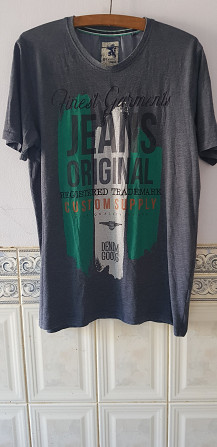 Finest Garments
JEANS
ORIGINAL
REGISTERED TRADEMARK
CUSTOM SUPPLY
DENIM
GOODS